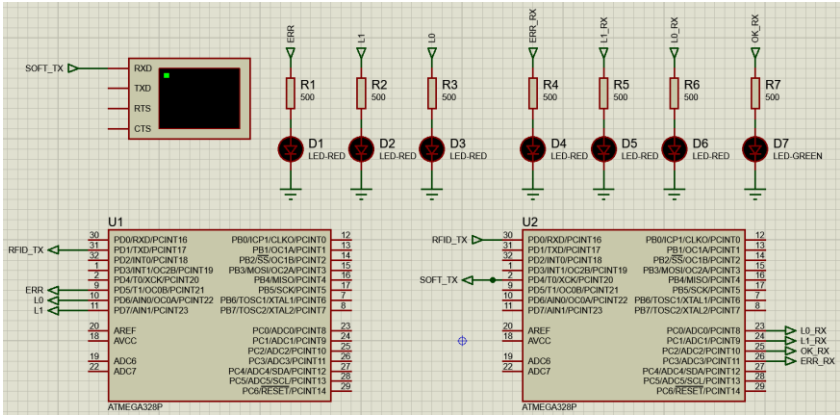 ERR
L1
L0
ERR_RX
L1_RX
L0_RX
OK_RX
SOFT_TX
RXD
TXD
RTS
CTS
R1
500
R2
500
R3
500
R4
500
R5
500
R6
500
R7
500
D1
LED-RED
D2
LED-RED
D3
LED-RED
D4
LED-RED
D5
LED-RED
D6
LED-RED
D7
LED-GREEN
U1
30 PD0/RXD/PCINT16 PB0/ICP1/CLKO/PCINT0 12
RFID_TX 31 PD1/TXD/PCINT17 PB1/OC1A/PCINT1 13
32 PD2/INT0/PCINT18 PB2/SS/OC1B/PCINT2 14
1 PD3/INT1/OC2B/PCINT19 PB3/MOSI/OC2A/PCINT3 15
2 PD4/T0/XCK/PCINT20 PB4/MISO/PCINT4 16
ERR 9 PD5/T1/OC0B/PCINT21 PB5/SCK/PCINT5 17
L0 10 PD6/AIN0/OC0A/PCINT22 PB6/TOSC1/XTAL1/PCINT6 7
L1 11 PD7/AIN1/PCINT23 PB7/TOSC2/XTAL2/PCINT7 8
20 AREF PC0/ADC0/PCINT8 23
18 AVCC PC1/ADC1/PCINT9 24
PC2/ADC2/PCINT10 25
19 ADC6 PC3/ADC3/PCINT11 26
22 ADC7 PC4/ADC4/SDA/PCINT12 27
PC5/ADC5/SCL/PCINT13 28
PC6/RESET/PCINT14 29
ATMEGA328P
U2
RFID_TX 30 PD0/RXD/PCINT16 PB0/ICP1/CLKO/PCINT0 12
31 PD1/TXD/PCINT17 PB1/OC1A/PCINT1 13
32 PD2/INT0/PCINT18 PB2/SS/OC1B/PCINT2 14
1 PD3/INT1/OC2B/PCINT19 PB3/MOSI/OC2A/PCINT3 15
SOFT_TX 2 PD4/T0/XCK/PCINT20 PB4/MISO/PCINT4 16
9 PD5/T1/OC0B/PCINT21 PB5/SCK/PCINT5 17
10 PD6/AIN0/OC0A/PCINT22 PB6/TOSC1/XTAL1/PCINT6 7
11 PD7/AIN1/PCINT23 PB7/TOSC2/XTAL2/PCINT7 8
20 AREF PC0/ADC0/PCINT8 23 L0_RX
18 AVCC PC1/ADC1/PCINT9 24 L1_RX
PC2/ADC2/PCINT10 25 OK_RX
19 ADC6 PC3/ADC3/PCINT11 26 ERR_RX
22 ADC7 PC4/ADC4/SDA/PCINT12 27
PC5/ADC5/SCL/PCINT13 28
PC6/RESET/PCINT14 29
ATMEGA328P